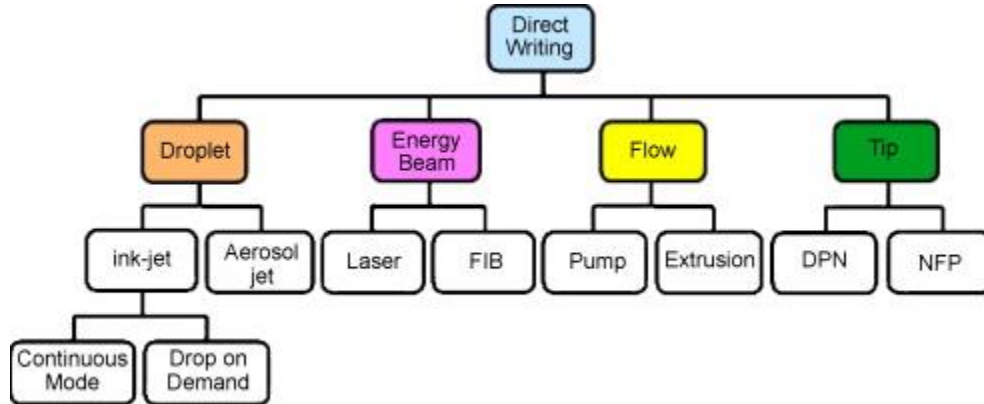 Direct
Writing
Droplet
Energy
Beam
Flow
Tip
ink-jet
Aerosol
jet
Laser
FIB
Pump
Extrusion
DPN
NFP
Continuous
Mode
Drop on
Demand